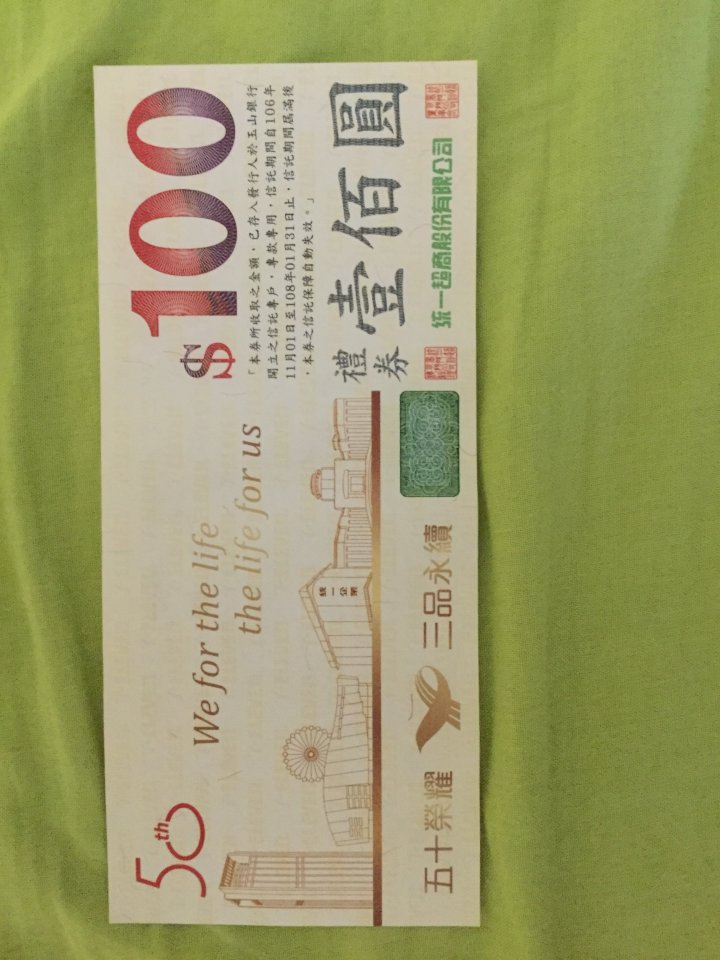 50th
We for the life
the life for us
$100
「本券所收取之金額，已存入發行人於玉山銀行
開立之信託專戶，專款專用，信託期間自106年
11月01日至108年01月31日止，信託期間屆滿後
，本券之信託保障自動失效。」
禮券
壹佰圓
統一企業
五十榮耀
三品永續
統一超商股份有限公司